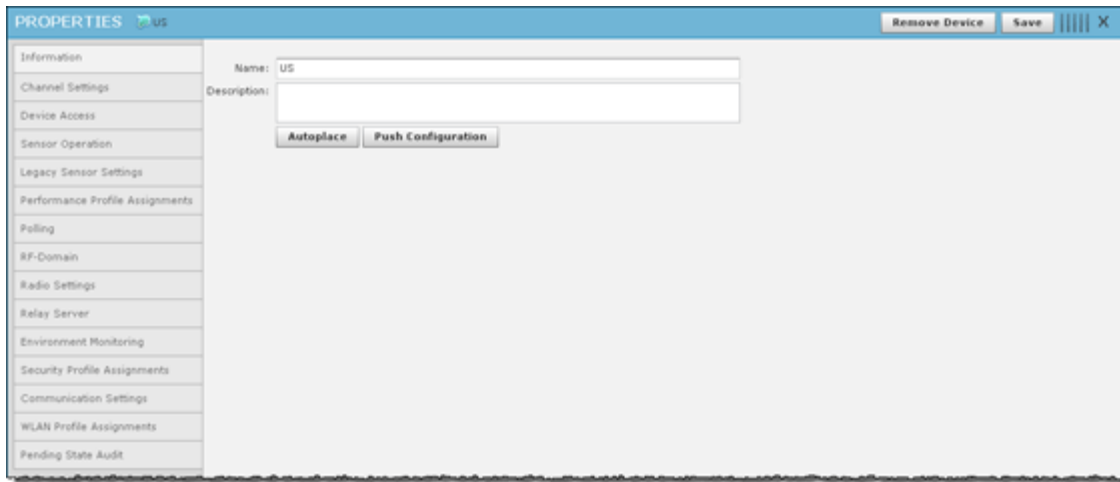 PROPERTIES US Remove Device Save X
Information
Channel Settings
Device Access
Sensor Operation
Legacy Sensor Settings
Performance Profile Assignments
Polling
RF-Domain
Radio Settings
Relay Server
Environment Monitoring
Security Profile Assignments
Communication Settings
WLAN Profile Assignments
Pending State Audit
Name: US
Description:
Autoplace Push Configuration